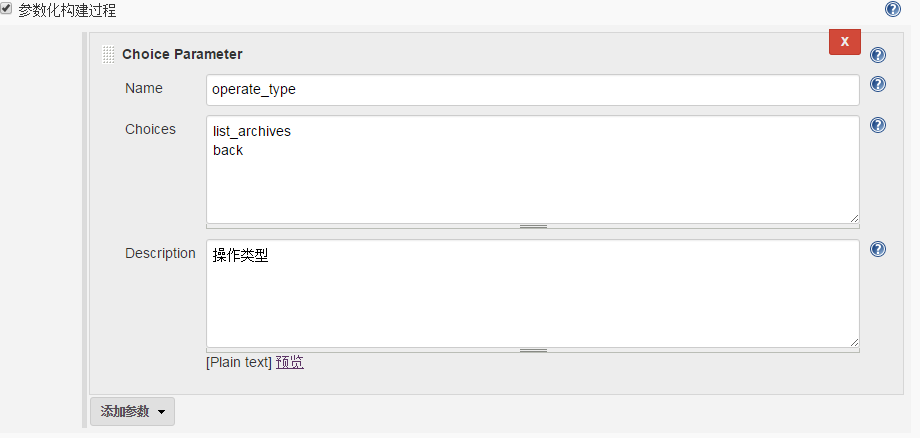 参数化构建过程
X
Choice Parameter
Name
operate_type
Choices
list_archives
back
Description
操作类型
[Plain text] 预览
添加参数